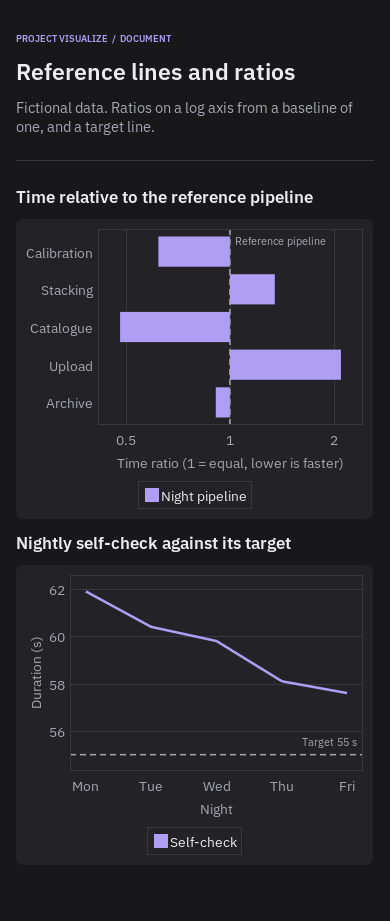 PROJECTVISUALIZE / DOCUMENT
Reference lines and ratios
Fictional data. Ratios on a log axis from a baseline of
one, and a target line.
Time relative to the reference pipeline
Reference pipeline
Calibration
Stacking
Catalogue
Upload
Archive
0.5 1 2
Time ratio (1 = equal, lower is faster)
Night pipeline
Nightly self-check against its target
62
60
58
56
Duration (s)
Target 55 s
Mon Tue Wed Thu Fri
Night
Self-check